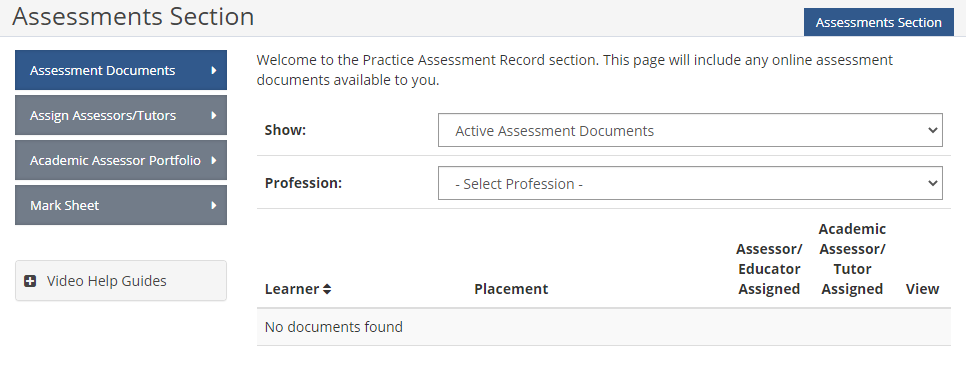 Assessments Section
Assessments Section
Assessment Documents
Assign Assessors/Tutors
Academic Assessor Portfolio
Mark Sheet
Video Help Guides
Welcome to the Practice Assessment Record section. This page will include any online assessment
documents available to you.
Show:
Active Assessment Documents
Profession:
- Select Profession -
Learner
Placement
Assessor/
Educator
Assigned
Academic
Assessor/
Tutor
Assigned
View
No documents found